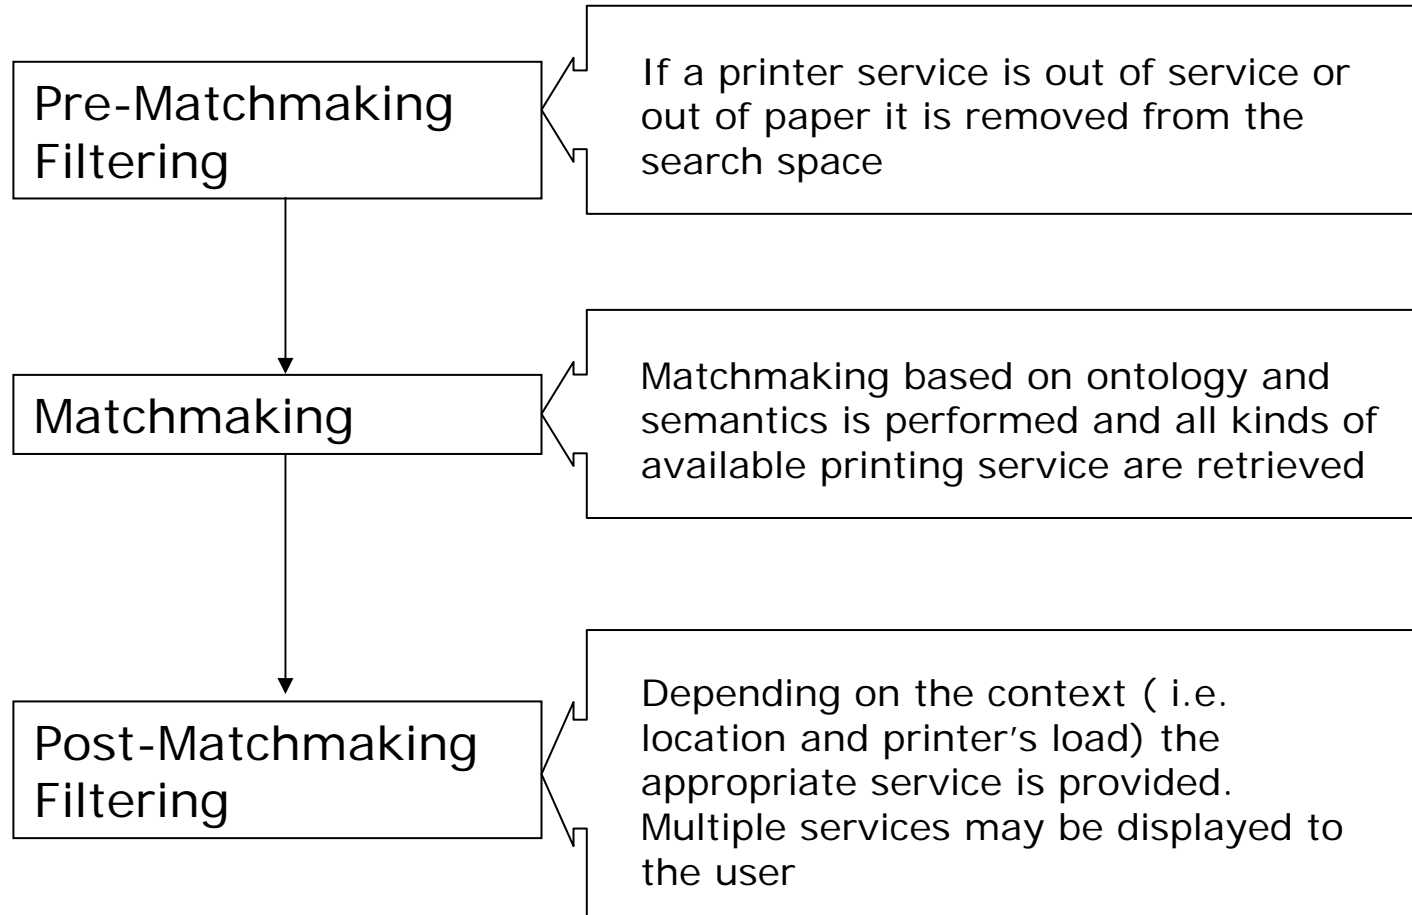 Pre-Matchmaking
Filtering
If a printer service is out of service or
out of paper it is removed from the
search space
Matchmaking
Matchmaking based on ontology and
semantics is performed and all kinds of
available printing service are retrieved
Post-Matchmaking
Filtering
Depending on the context ( i.e.
location and printer’s load) the
appropriate service is provided.
Multiple services may be displayed to
the user